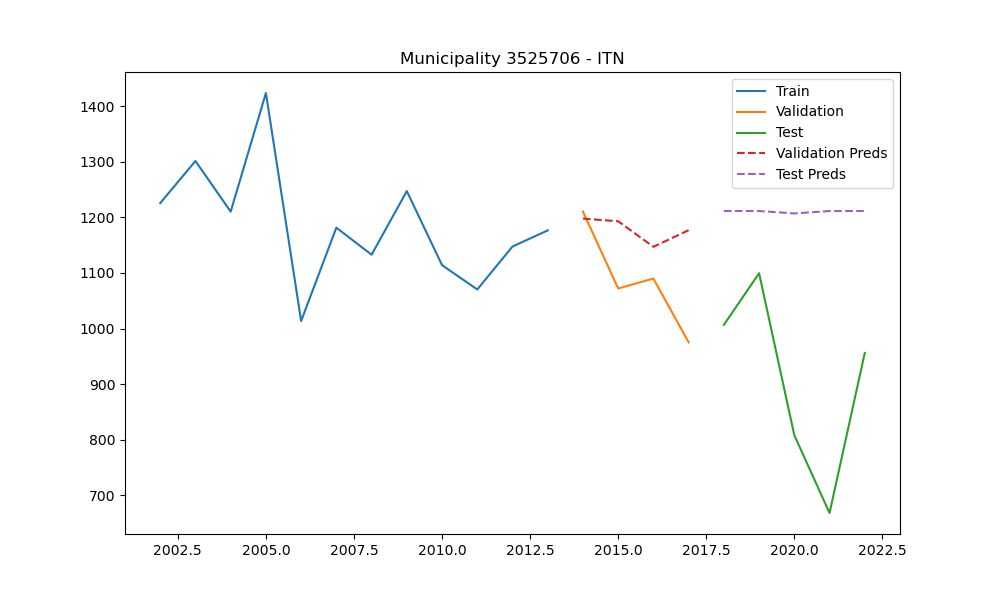 Municipality 3525706 - ITN
Train
Validation
Test
Validation Preds
Test Preds
1400
1300
1200
1100
1000
900
800
700
2002.5 2005.0 2007.5 2010.0 2012.5 2015.0 2017.5 2020.0 2022.5